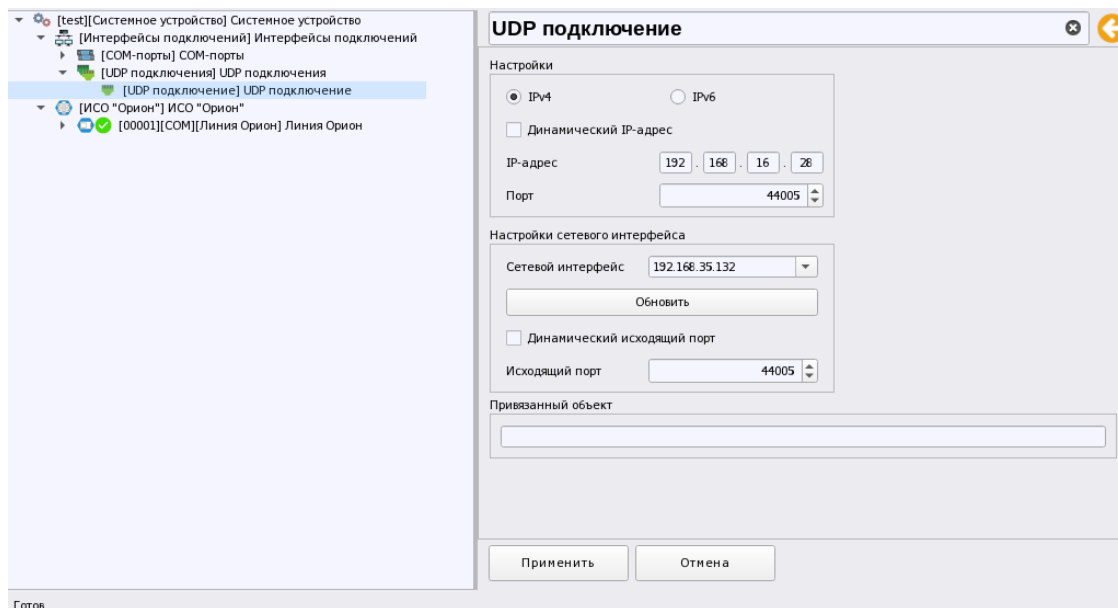 [test][Системное устройство] Системное устройство
[Интерфейсы подключений] Интерфейсы подключений
[COM-порты] COM-порты
[UDP подключения] UDP подключения
[UDP подключение] UDP подключение
[ИСО "Орион"] ИСО "Орион"
[00001][COM][Линия Орион] Линия Орион
UDP подключение
Настройки
IPv4 IPv6
Динамический IP-адрес
IP-адрес 192 . 168 . 16 . 28
Порт 44005
Настройки сетевого интерфейса
Сетевой интерфейс 192.168.35.132
Обновить
Динамический исходящий порт
Исходящий порт 44005
Привязанный объект
Применить Отмена
Готов